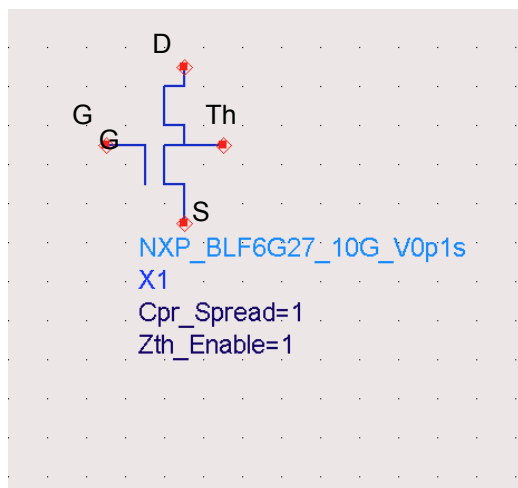 D
G
G
Th
S
NXP_BLF6G27_10G_V0p1s
X1
Cpr_Spread=1
Zth_Enable=1